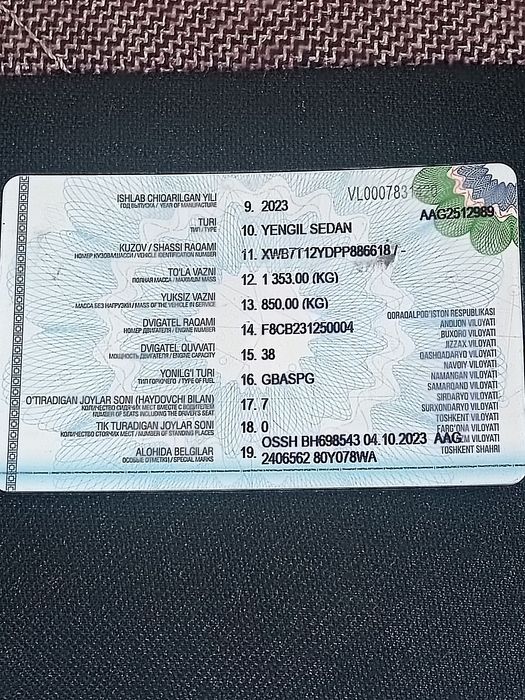 VL0007831
AAG2512989
ISHLAB CHIQARILGAN YILI 9. 2023
ГОД ВЫПУСКА / YEAR OF MANUFACTURE
TURI 10. YENGIL SEDAN
ТИП / TYPE
KUZOV / SHASSI RAQAMI 11. XWB7T12YDPP886618 / -
НОМЕР КУЗОВА/ШАССИ / VEHICLE IDENTIFICATION NUMBER
TO'LA VAZNI 12. 1 353.00 (KG)
ПОЛНАЯ МАССА / MAXIMUM MASS
YUKSIZ VAZNI 13. 850.00 (KG)
МАССА БЕЗ НАГРУЗКИ / MASS OF THE VEHICLE IN SERVICE
DVIGATEL RAQAMI 14. F8CB231250004
НОМЕР ДВИГАТЕЛЯ / ENGINE NUMBER
DVIGATEL QUVVATI 15. 38
МОЩНОСТЬ ДВИГАТЕЛЯ / ENGINE CAPACITY
YONILG'I TURI 16. GBASPG
ТИП ГОРЮЧЕГО / TYPE OF FUEL
O'TIRADIGAN JOYLAR SONI (HAYDOVCHI BILAN) 17. 7
КОЛИЧЕСТВО СИДЯЧИХ МЕСТ ВМЕСТЕ С ВОДИТЕЛЕМ
NUMBER OF SEATS INCLUDING THE DRIVER'S SEAT
TIK TURADIGAN JOYLAR SONI 18. 0
КОЛИЧЕСТВО СТОЯЧИХ МЕСТ / NUMBER OF STANDING PLACES
ALOHIDA BELGILAR 19. OSSH BH698543 04.10.2023 AAG
ОСОБЫЕ ОТМЕТКИ / SPECIAL MARKS 2406562 80Y078WA
QORAQALPOG'ISTON RESPUBLIKASI
ANDIJON VILOYATI
BUXORO VILOYATI
JIZZAX VILOYATI
QASHQADARYO VILOYATI
NAVOIY VILOYATI
NAMANGAN VILOYATI
SAMARQAND VILOYATI
SIRDARYO VILOYATI
SURXONDARYO VILOYATI
TOSHKENT VILOYATI
FARG'ONA VILOYATI
VILOYATI
TOSHKENT SHAHRI